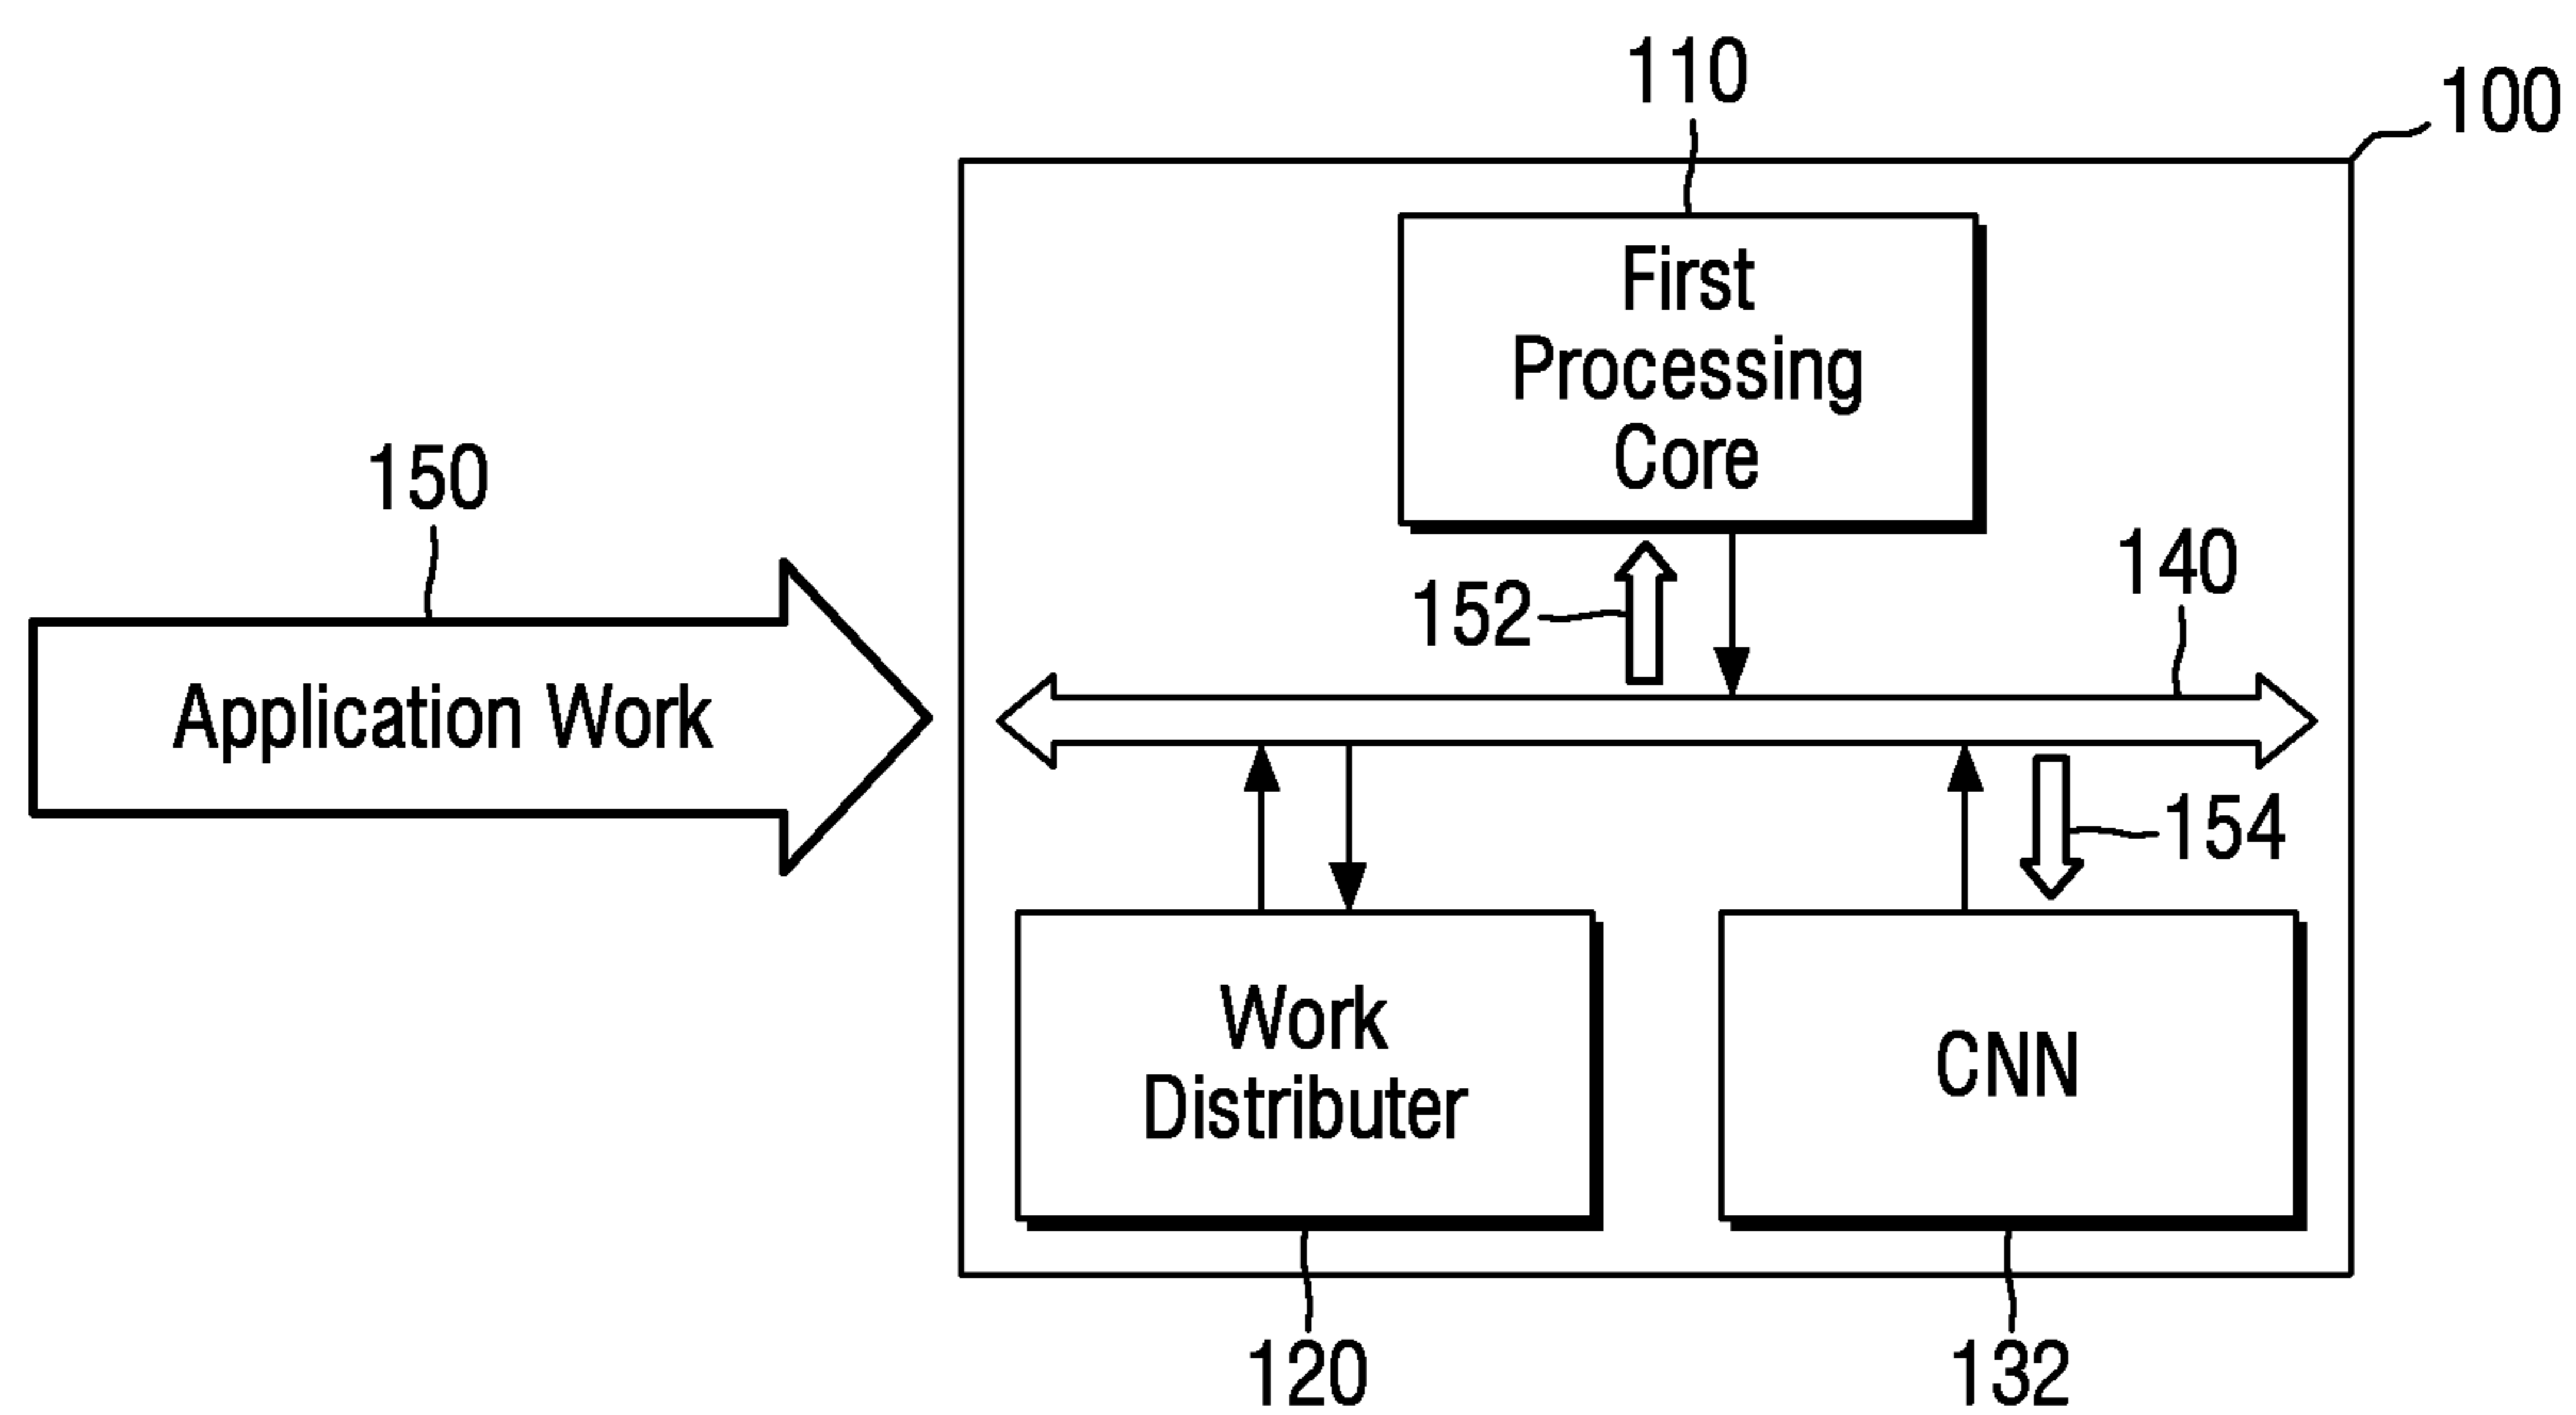 110
100
First
Processing
Core
150
140
152
Application Work
154
Work
Distributer
CNN
120
132